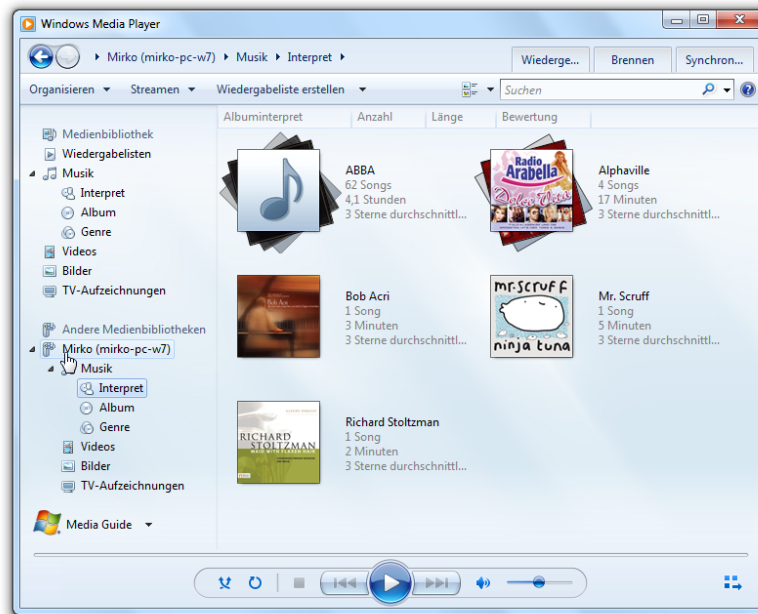 Windows Media Player
Mirko (mirko-pc-w7) Musik Interpret
Wiederge...
Brennen
Synchron...
Organisieren
Streamen
Wiedergabeliste erstellen
Suchen
Albuminterpret
Anzahl
Länge
Bewertung
Medienbibliothek
Wiedergabelisten
Musik
Interpret
Album
Genre
Videos
Bilder
TV-Aufzeichnungen
Andere Medienbibliotheken
Mirko (mirko-pc-w7)
Musik
Interpret
Album
Genre
Videos
Bilder
TV-Aufzeichnungen
Media Guide
ABBA
62 Songs
4,1 Stunden
3 Sterne durchschnittl...
Radio
Arabella
Dolce Vita
Alphaville
4 Songs
17 Minuten
3 Sterne durchschnittl...
Bob Acri
Bob Acri
1 Song
3 Minuten
3 Sterne durchschnittl...
mr.scruff
ninja tuna
Mr. Scruff
1 Song
5 Minuten
3 Sterne durchschnittl...
RICHARD
STOLTZMAN
Richard Stoltzman
1 Song
2 Minuten
3 Sterne durchschnittl...